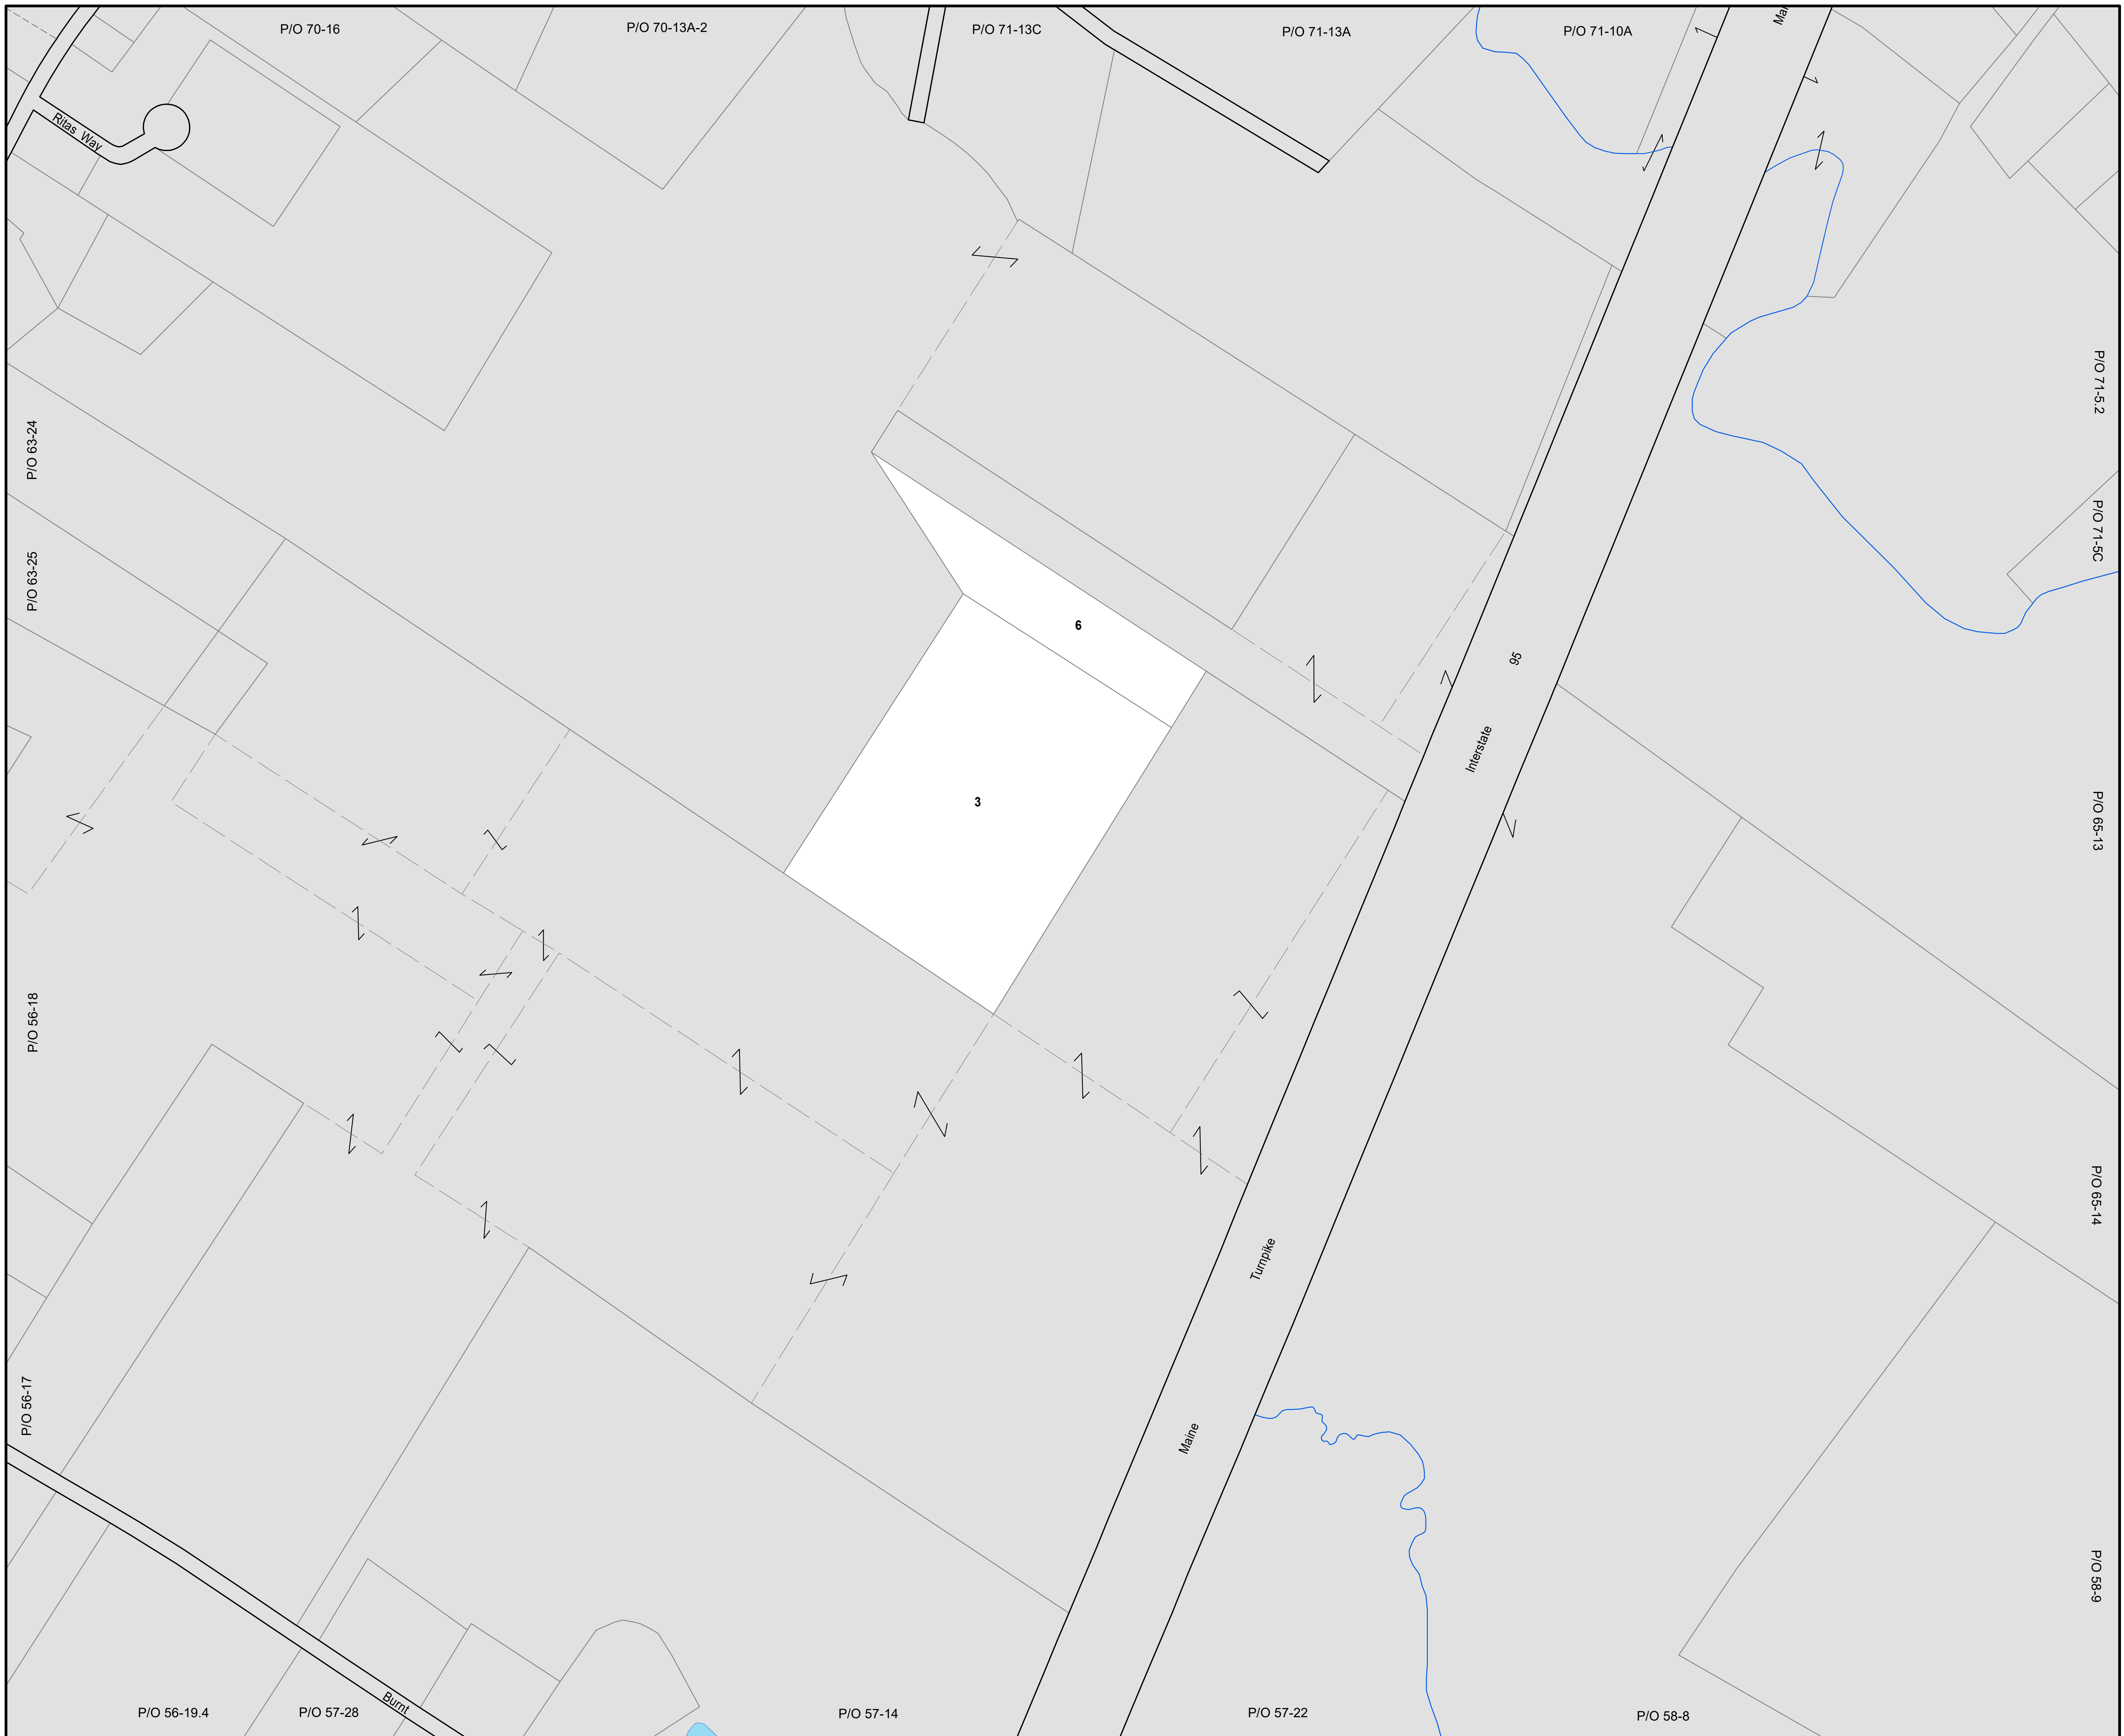 P/O 70-16
P/O 70-13A-2
P/O 71-13C
P/O 71-13A
P/O 71-10A
Ritas Way
P/O 63-24
P/O 71-5.2
P/O 63-25
P/O 71-5C
6
95
Interstate
3
P/O 65-13
P/O 56-18
P/O 65-14
Turnpike
P/O 56-17
Maine
P/O 58-9
Burnt
P/O 56-19.4
P/O 57-28
P/O 57-14
P/O 57-22
P/O 58-8